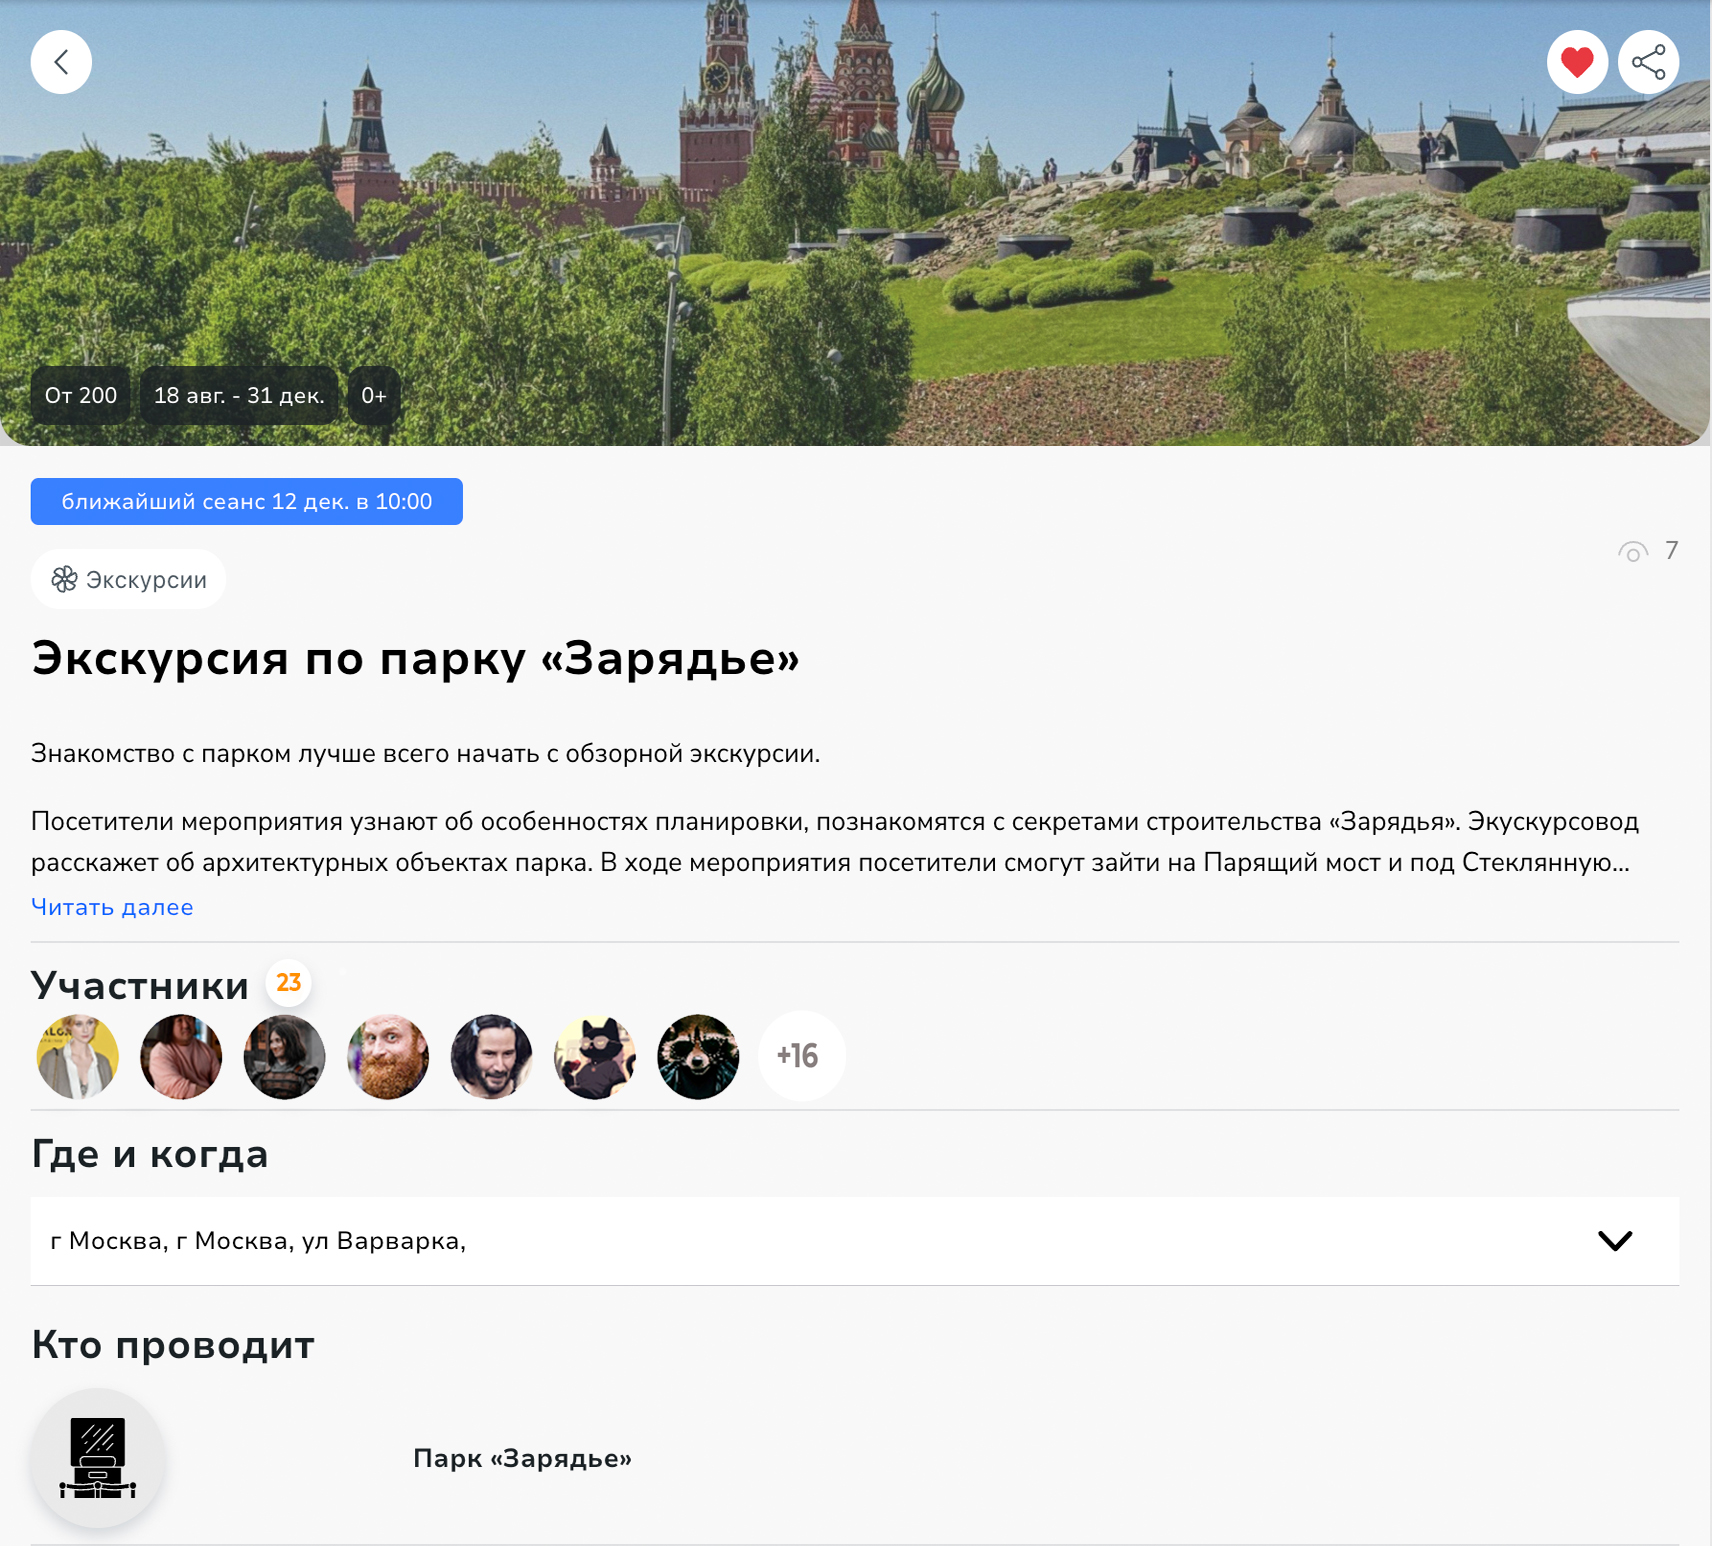 От 200
18 авг. - 31 дек.
0+
ближайший сеанс 12 дек. в 10:00
7
Экскурсии
Экскурсия по парку «Зарядье»
Знакомство с парком лучше всего начать с обзорной экскурсии.
Посетители мероприятия узнают об особенностях планировки, познакомятся с секретами строительства «Зарядья». Экускурсовод
расскажет об архитектурных объектах парка. В ходе мероприятия посетители смогут зайти на Парящий мост и под Стеклянную...
Читать далее
Участники 23
+16
Где и когда
г Москва, г Москва, ул Варварка,
Кто проводит
Парк «Зарядье»